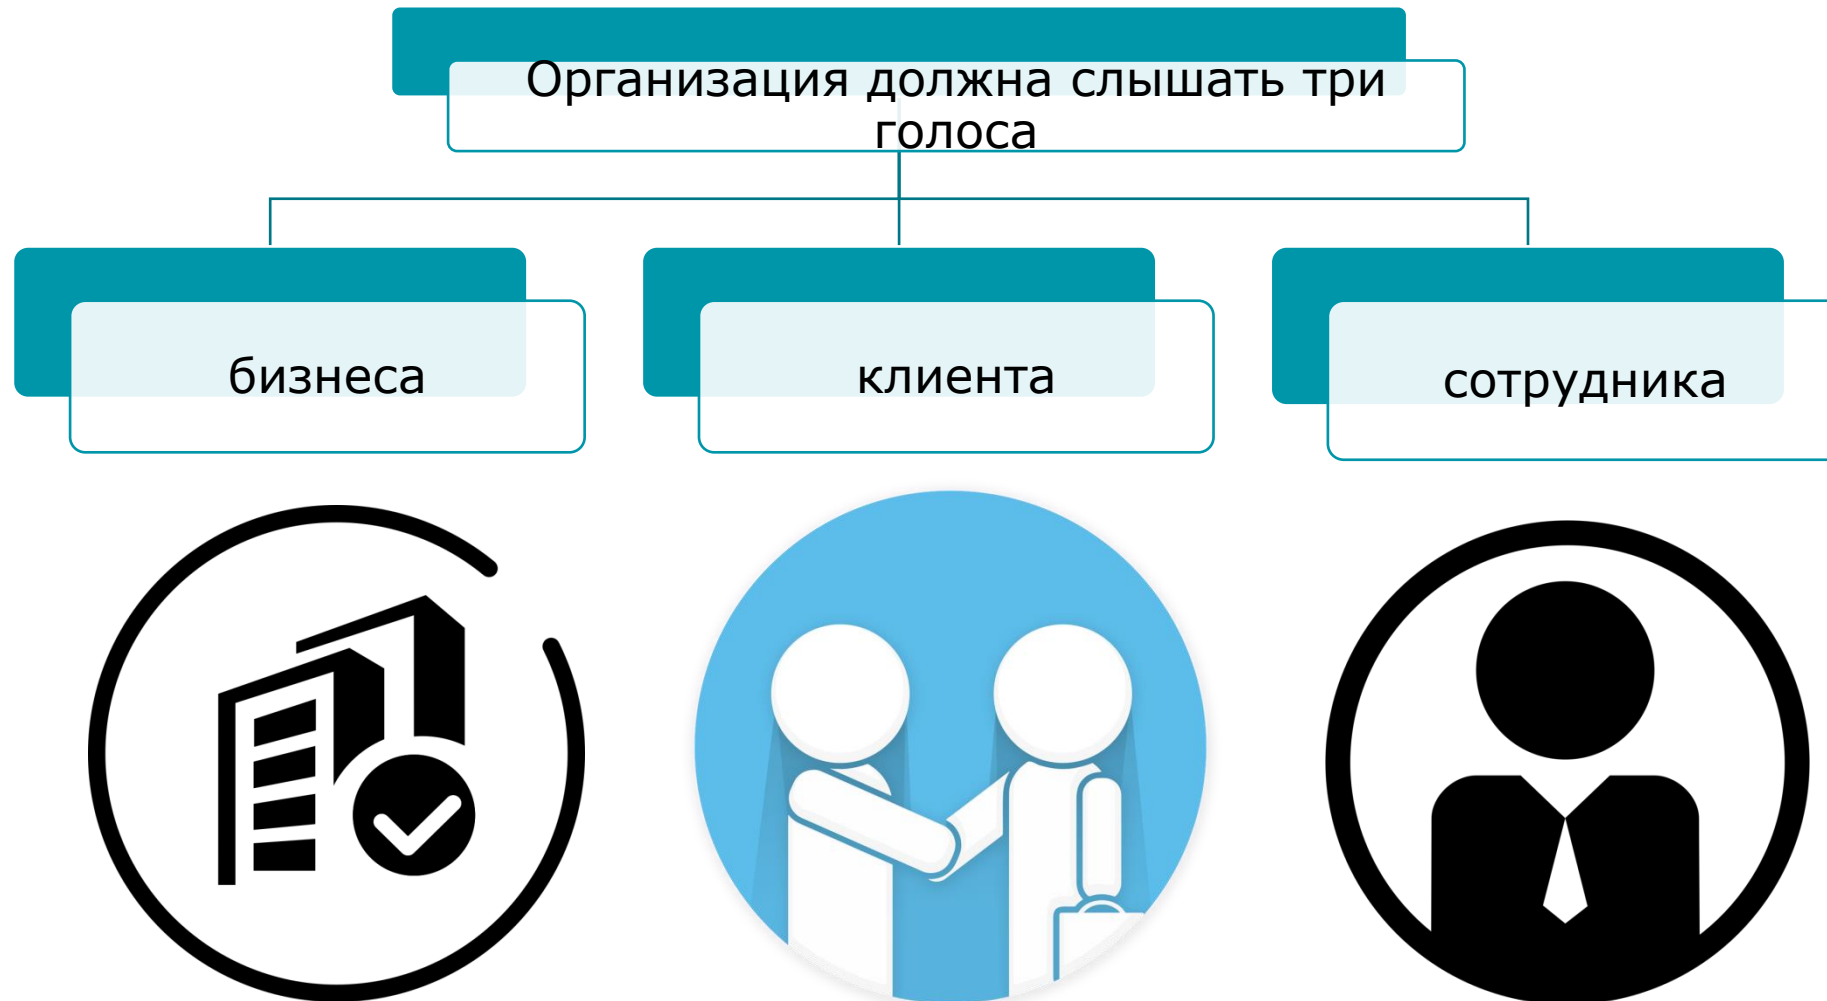 Организация должна слышать три
голоса
бизнеса
клиента
сотрудника